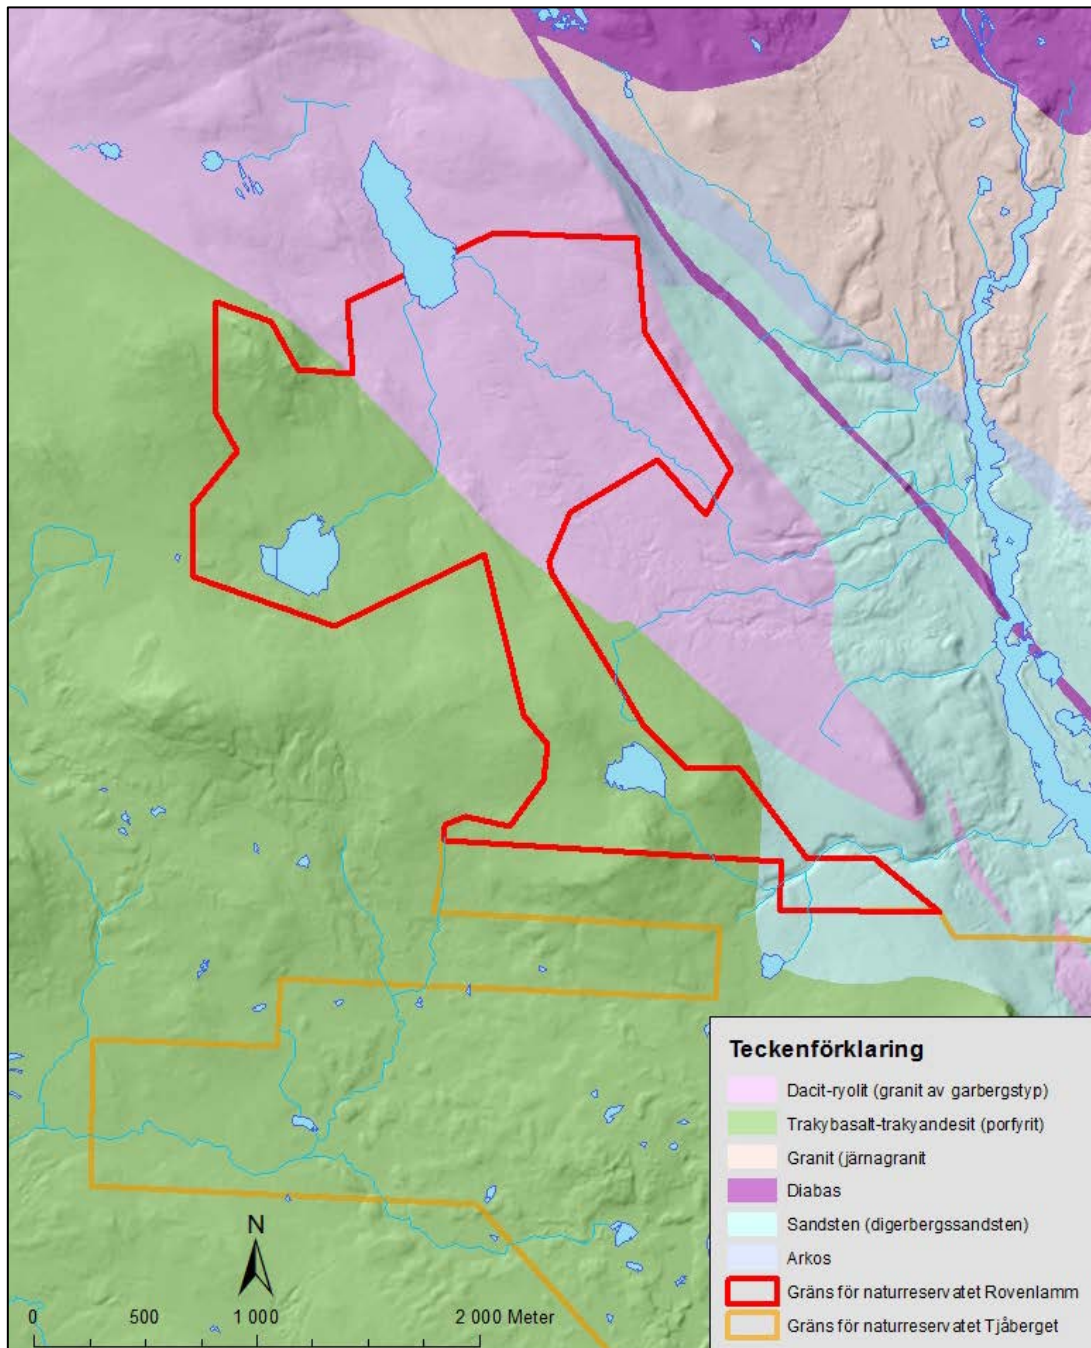 Teckenförklaring
Dacit-ryolit (granit av garbergstyp)
Trakybasalt-trakyandesit (porfyrit)
Granit (järnagranit
Diabas
Sandsten (digerbergssandsten)
Arkos
Gräns för naturreservatet Rovenlamm
Gräns för naturreservatet Tjåberget
N
0 500 1 000 2 000 Meter